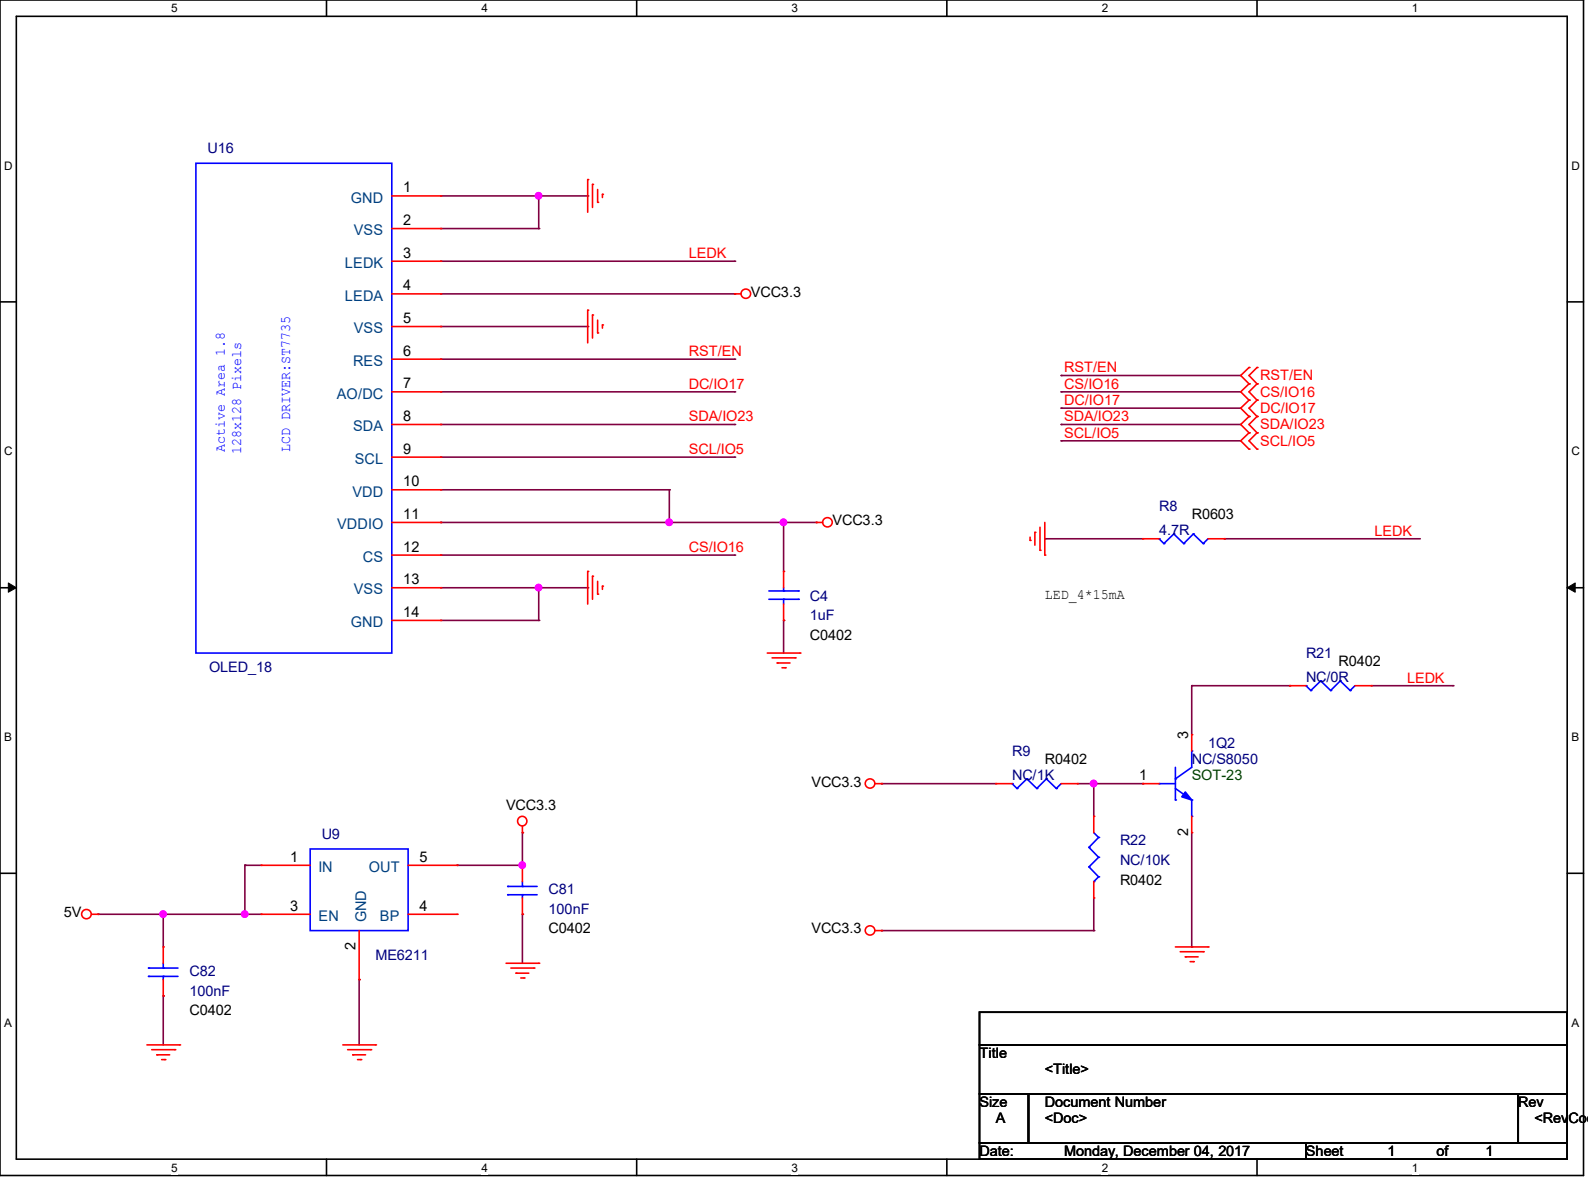 5 4 3 2 1
D D
C C
B B
A A
U16
GND 1
VSS 2
LEDK 3 LEDK
LEDA 4 VCC3.3
VSS 5
RES 6 RST/EN
AO/DC 7 DC/IO17
SDA 8 SDA/IO23
SCL 9 SCL/IO5
VDD 10
VDDIO 11 VCC3.3
CS 12 CS/IO16
VSS 13
GND 14
Active Area 1.8
128x128 Pixels
LCD DRIVER:ST7735
OLED_18
C4
1uF
C0402
RST/EN RST/EN
CS/IO16 CS/IO16
DC/IO17 DC/IO17
SDA/IO23 SDA/IO23
SCL/IO5 SCL/IO5
R8 R0603
4.7R LEDK
LED_4*15mA
R21 R0402
NC/0R LEDK
3
1Q2
NC/S8050
SOT-23
1
2
R9 R0402
VCC3.3 NC/1K
R22
NC/10K
R0402
VCC3.3
VCC3.3
U9
1 IN OUT 5
3 EN GND BP 4
2
ME6211
5V
C81
100nF
C0402
C82
100nF
C0402
Title
<Title>
Size Document Number Rev
A <Doc> <RevCo
Date: Monday, December 04, 2017 Sheet 1 of 1
5 4 3 2 1